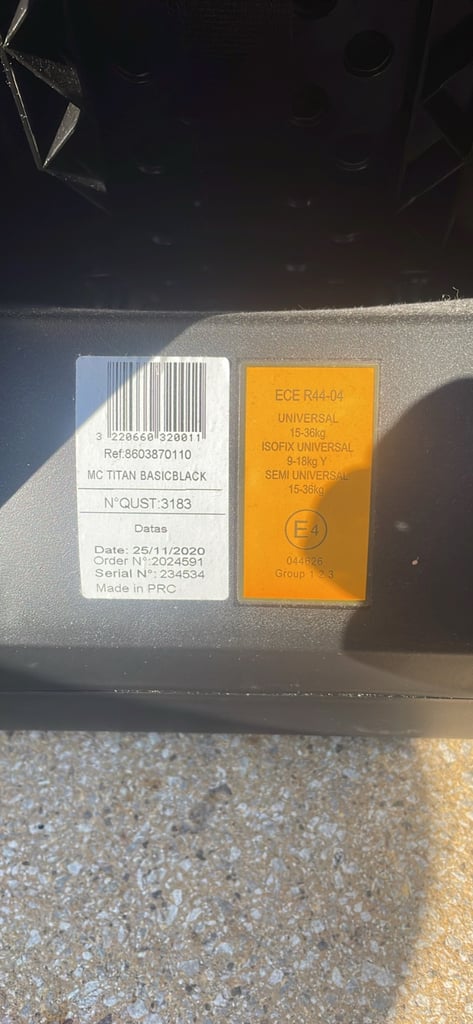 3 220660 320011
Ref:8603870110
MC TITAN BASICBLACK
N°QUST:3183
Datas
Date: 25/11/2020
Order N°:2024591
Serial N°: 234534
Made in PRC
ECE R44-04
UNIVERSAL
15-36kg
ISOFIX UNIVERSAL
9-18kg Y
SEMI UNIVERSAL
15-36kg
E4
044626
Group 1 2 3